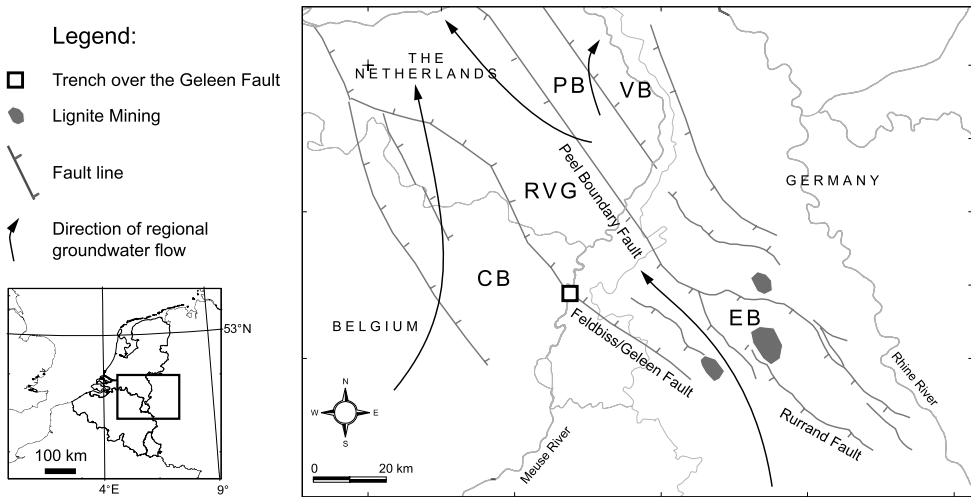 Legend:
Trench over the Geleen Fault
Lignite Mining
Fault line
Direction of regional
groundwater flow
53°N
100 km
4°E
9°
THE
NETHERLANDS
PB
VB
Peel Boundary Fault
GERMANY
RVG
CB
EB
BELGIUM
Feldbiss/Geleen Fault
Rurrand Fault
Rhine River
Meuse River
N
W
E
S
0
20 km